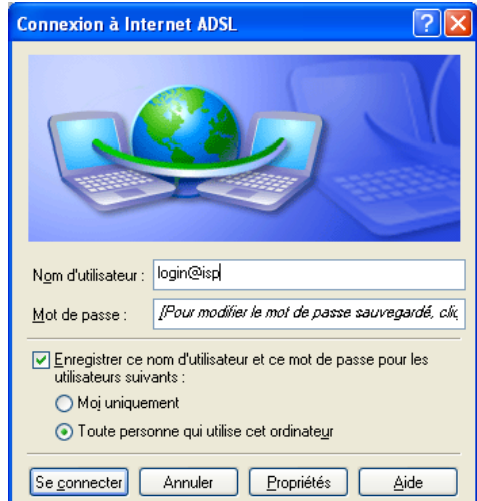 Connexion à Internet ADSL
Nom d'utilisateur : login@isp
Mot de passe : [Pour modifier le mot de passe sauvegardé, clic
Enregistrer ce nom d'utilisateur et ce mot de passe pour les
utilisateurs suivants :
Moi uniquement
Toute personne qui utilise cet ordinateur
Se connecter Annuler Propriétés Aide